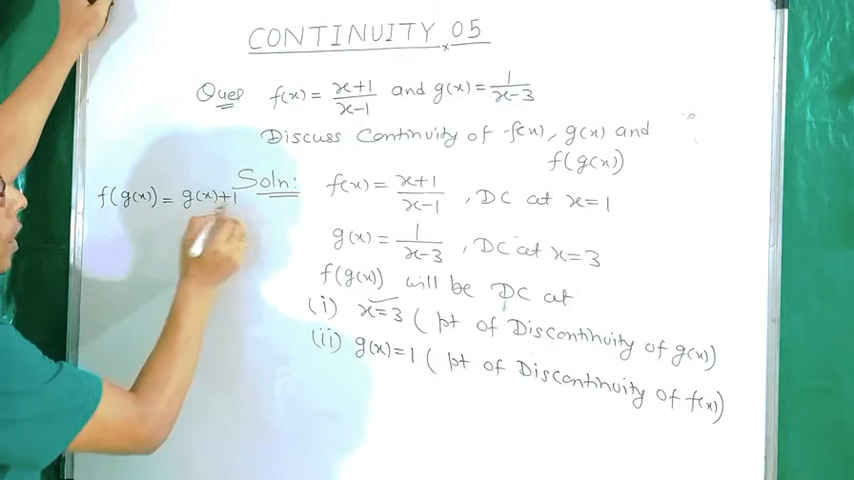 CONTINUITY 05
Ques f(x) = x+1/x-1 and g(x) = 1/x-3
Discuss Continuity of f(x), g(x) and
f(g(x))
Soln: f(x) = x+1/x-1 , DC at x=1
f(g(x)) = g(x)+1
g(x) = 1/x-3 , DC at x=3
f(g(x)) will be DC at
(i) x=3 ( pt of Discontinuity of g(x))
(ii) g(x)=1 ( pt of Discontinuity of f(x))